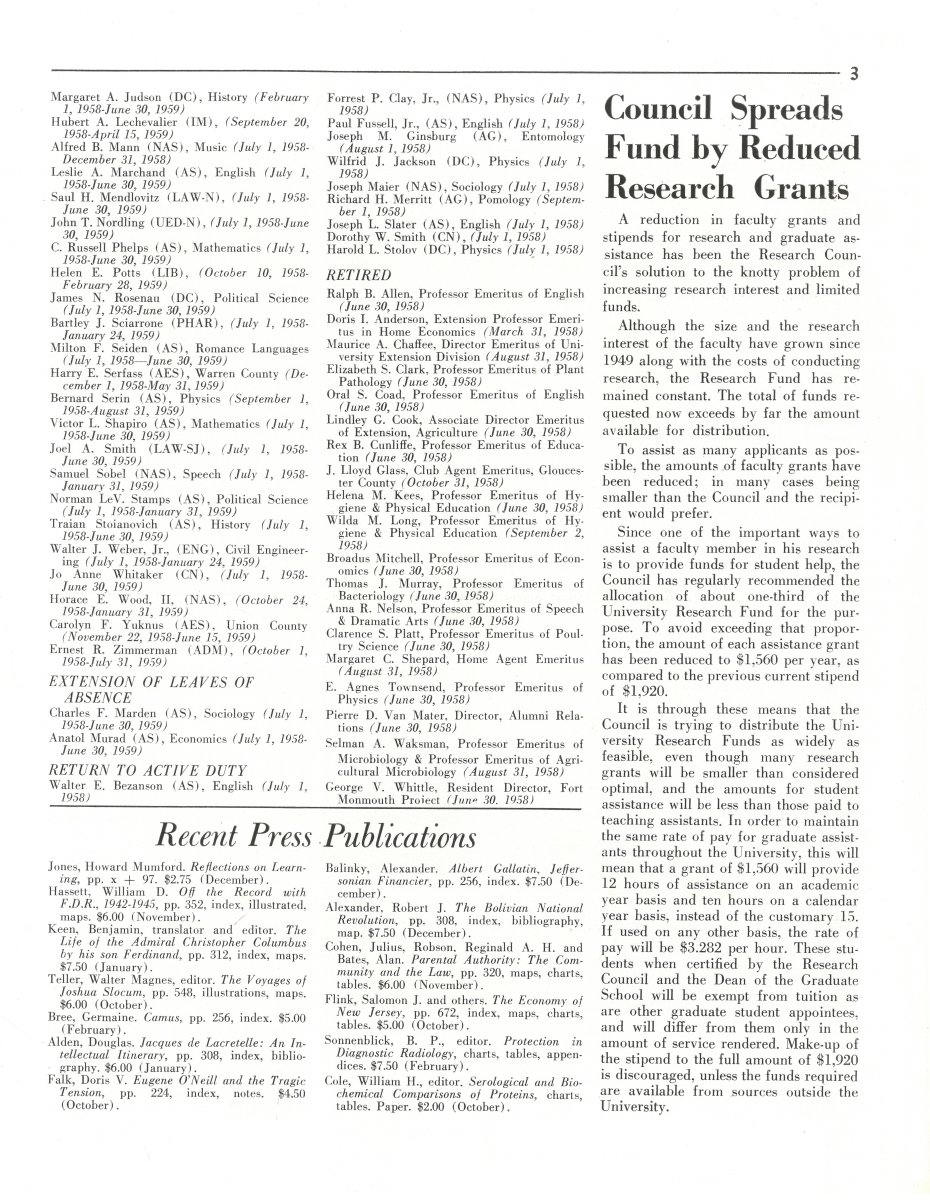 3
Margaret A. Judson (DC), History (February
1, 1958-June 30, 1959)
Hubert A. Lechevalier (IM), (September 20,
1958-April 15, 1959)
Alfred B. Mann (NAS), Music (July 1, 1958-
December 31, 1958)
Leslie A. Marchand (AS), English (July 1,
1958-June 30, 1959)
Saul H. Mendlovitz (LAW-N), (July 1, 1958-
June 30, 1959)
John T. Nordling (UED-N), (July 1, 1958-June
30, 1959)
C. Russell Phelps (AS), Mathematics (July 1,
1958-June 30, 1959)
Helen E. Potts (LIB), (October 10, 1958-
February 28, 1959)
James N. Rosenau (DC), Political Science
(July 1, 1958-June 30, 1959)
Bartley J. Sciarrone (PHAR), (July 1, 1958-
January 24, 1959)
Milton F. Seiden (AS), Romance Languages
(July 1, 1958—June 30, 1959)
Harry E. Serfass (AES), Warren County (De-
cember 1, 1958-May 31, 1959)
Bernard Serin (AS), Physics (September 1,
1958-August 31, 1959)
Victor L. Shapiro (AS), Mathematics (July 1,
1958-June 30, 1959)
Joel A. Smith (LAW-SJ), (July 1, 1958-
June 30, 1959)
Samuel Sobel (NAS), Speech (July 1, 1958-
January 31, 1959)
Norman LeV. Stamps (AS), Political Science
(July 1, 1958-January 31, 1959)
Traian Stoianovich (AS), History (July 1,
1958-June 30, 1959)
Walter J. Weber, Jr., (ENG), Civil Engineer-
ing (July 1, 1958-January 24, 1959)
Jo Anne Whitaker (CN), (July 1, 1958-
June 30, 1959)
Horace E. Wood, II, (NAS), (October 24,
1958-January 31, 1959)
Carolyn F. Yuknus (AES), Union County
(November 22, 1958-June 15, 1959)
Ernest R. Zimmerman (ADM), (October 1,
1958-July 31, 1959)
EXTENSION OF LEAVES OF
ABSENCE
Charles F. Marden (AS), Sociology (July 1,
1958-June 30, 1959)
Anatol Murad (AS), Economics (July 1, 1958-
June 30, 1959)
RETURN TO ACTIVE DUTY
Walter E. Bezanson (AS), English (July 1,
1958)
Forrest P. Clay, Jr., (NAS), Physics (July 1,
1958)
Paul Fussell, Jr., (AS), English (July 1, 1958)
Joseph M. Ginsburg (AG), Entomology
(August 1, 1958)
Wilfrid J. Jackson (DC), Physics (July 1,
1958)
Joseph Maier (NAS), Sociology (July 1, 1958)
Richard H. Merritt (AG), Pomology (Septem-
ber 1, 1958)
Joseph L. Slater (AS), English (July 1, 1958)
Dorothy W. Smith (CN), (July 1, 1958)
Harold L. Stolov (DC), Physics (July 1, 1958)
RETIRED
Ralph B. Allen, Professor Emeritus of English
(June 30, 1958)
Doris I. Anderson, Extension Professor Emeri-
tus in Home Economics (March 31, 1958)
Maurice A. Chaffee, Director Emeritus of Uni-
versity Extension Division (August 31, 1958)
Elizabeth S. Clark, Professor Emeritus of Plant
Pathology (June 30, 1958)
Oral S. Coad, Professor Emeritus of English
(June 30, 1958)
Lindley G. Cook, Associate Director Emeritus
of Extension, Agriculture (June 30, 1958)
Rex B. Cunliffe, Professor Emeritus of Educa-
tion (June 30, 1958)
J. Lloyd Glass, Club Agent Emeritus, Glouces-
ter County (October 31, 1958)
Helena M. Kees, Professor Emeritus of Hy-
giene & Physical Education (June 30, 1958)
Wilda M. Long, Professor Emeritus of Hy-
giene & Physical Education (September 2,
1958)
Broadus Mitchell, Professor Emeritus of Econ-
omics (June 30, 1958)
Thomas J. Murray, Professor Emeritus of
Bacteriology (June 30, 1958)
Anna R. Nelson, Professor Emeritus of Speech
& Dramatic Arts (June 30, 1958)
Clarence S. Platt, Professor Emeritus of Poul-
try Science (June 30, 1958)
Margaret C. Shepard, Home Agent Emeritus
(August 31, 1958)
E. Agnes Townsend, Professor Emeritus of
Physics (June 30, 1958)
Pierre D. Van Mater, Director, Alumni Rela-
tions (June 30, 1958)
Selman A. Waksman, Professor Emeritus of
Microbiology & Professor Emeritus of Agri-
cultural Microbiology (August 31, 1958)
George V. Whittle, Resident Director, Fort
Monmouth Project (June 30, 1958)
Recent Press Publications
Jones, Howard Mumford. Reflections on Learn-
ing, pp. x + 97. $2.75 (December).
Hassett, William D. Off the Record with
F.D.R., 1942-1945, pp. 352, index, illustrated,
maps. $6.00 (November).
Keen, Benjamin, translator and editor. The
Life of the Admiral Christopher Columbus
by his son Ferdinand, pp. 312, index, maps.
$7.50 (January).
Teller, Walter Magnes, editor. The Voyages of
Joshua Slocum, pp. 548, illustrations, maps.
$6.00 (October).
Bree, Germaine. Camus, pp. 256, index. $5.00
(February).
Alden, Douglas. Jacques de Lacretelle: An In-
tellectual Itinerary, pp. 308, index, biblio-
graphy. $6.00 (January).
Falk, Doris V. Eugene O'Neill and the Tragic
Tension, pp. 224, index, notes. $4.50
(October).
Balinky, Alexander. Albert Gallatin, Jeffer-
sonian Financier, pp. 256, index. $7.50 (De-
cember).
Alexander, Robert J. The Bolivian National
Revolution, pp. 308, index, bibliography,
map. $7.50 (December).
Cohen, Julius, Robson, Reginald A. H. and
Bates, Alan. Parental Authority: The Com-
munity and the Law, pp. 320, maps, charts,
tables. $6.00 (November).
Flink, Salomon J. and others. The Economy of
New Jersey, pp. 672, index, maps, charts,
tables. $5.00 (October).
Sonnenblick, B. P., editor. Protection in
Diagnostic Radiology, charts, tables, appen-
dices. $7.50 (February).
Cole, William H., editor. Serological and Bio-
chemical Comparisons of Proteins, charts,
tables. Paper. $2.00 (October).
Council Spreads
Fund by Reduced
Research Grants
A reduction in faculty grants and
stipends for research and graduate as-
sistance has been the Research Coun-
cil's solution to the knotty problem of
increasing research interest and limited
funds.
Although the size and the research
interest of the faculty have grown since
1949 along with the costs of conducting
research, the Research Fund has re-
mained constant. The total of funds re-
quested now exceeds by far the amount
available for distribution.
To assist as many applicants as pos-
sible, the amounts of faculty grants have
been reduced; in many cases being
smaller than the Council and the recipi-
ent would prefer.
Since one of the important ways to
assist a faculty member in his research
is to provide funds for student help, the
Council has regularly recommended the
allocation of about one-third of the
University Research Fund for the pur-
pose. To avoid exceeding that propor-
tion, the amount of each assistance grant
has been reduced to $1,560 per year, as
compared to the previous current stipend
of $1,920.
It is through these means that the
Council is trying to distribute the Uni-
versity Research Funds as widely as
feasible, even though many research
grants will be smaller than considered
optimal, and the amounts for student
assistance will be less than those paid to
teaching assistants. In order to maintain
the same rate of pay for graduate assist-
ants throughout the University, this will
mean that a grant of $1,560 will provide
12 hours of assistance on an academic
year basis and ten hours on a calendar
year basis, instead of the customary 15.
If used on any other basis, the rate of
pay will be $3.282 per hour. These stu-
dents when certified by the Research
Council and the Dean of the Graduate
School will be exempt from tuition as
are other graduate student appointees,
and will differ from them only in the
amount of service rendered. Make-up of
the stipend to the full amount of $1,920
is discouraged, unless the funds required
are available from sources outside the
University.